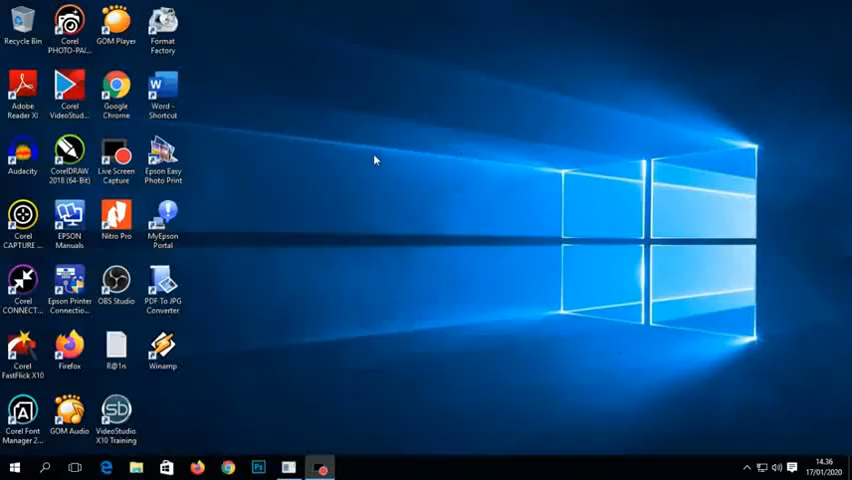 Recycle Bin
Corel
PHOTO-PAI...
GOM Player
Format
Factory
Adobe
Reader XI
Corel
VideoStud...
Google
Chrome
Word -
Shortcut
Audacity
CorelDRAW
2018 (64-Bit)
Live Screen
Capture
Epson Easy
Photo Print
Corel
CAPTURE ...
EPSON
Manuals
Nitro Pro
MyEpson
Portal
Corel
CONNECT...
Epson Printer
Connectio...
OBS Studio
PDF To JPG
Converter
Corel
FastFlick X10
Firefox
R@1n
Winamp
Corel Font
Manager 2...
GOM Audio
sb
VideoStudio
X10 Training
Ps
14.36
17/01/2020